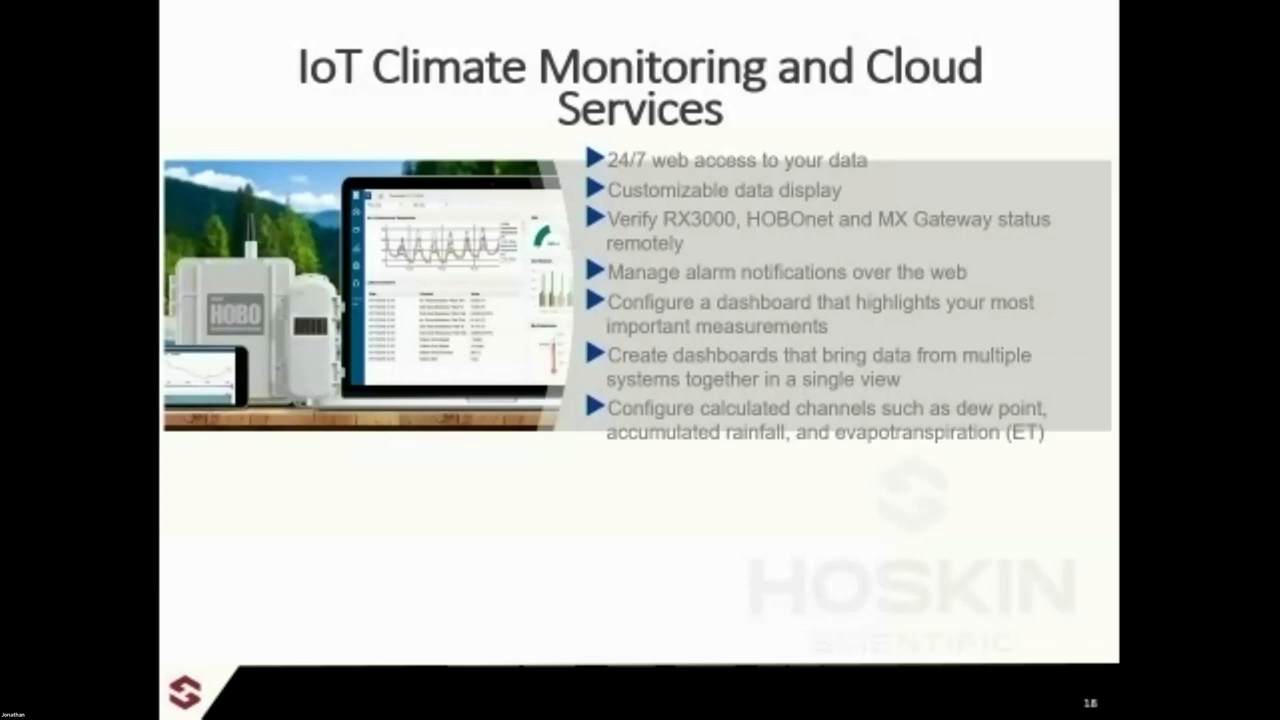 IoT Climate Monitoring and Cloud
Services
24/7 web access to your data
Customizable data display
Verify RX3000, HOBOnet and MX Gateway status
remotely
Manage alarm notifications over the web
Configure a dashboard that highlights your most
important measurements
Create dashboards that bring data from multiple
systems together in a single view
Configure calculated channels such as dew point,
accumulated rainfall, and evapotranspiration (ET)
HOBO
HOSKIN
SCIENTIFIC
18
Jonathan